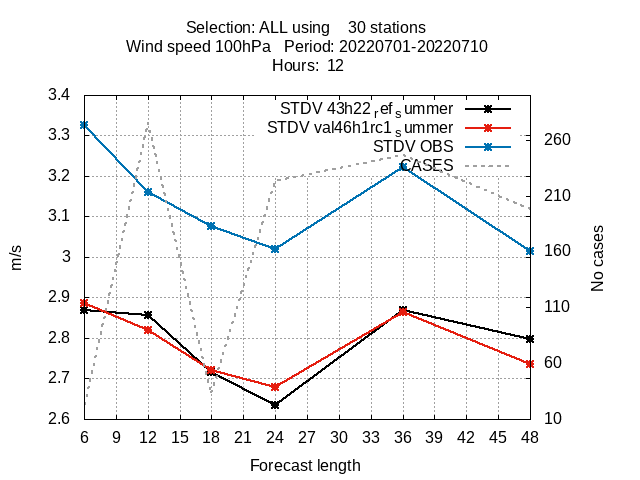 Selection: ALL using 30 stations
Wind speed 100hPa Period: 20220701-20220710
Hours: 12
STDV 43h22ref_summer
STDV val46h1rc1summer
STDV OBS
CASES
3.4
3.3
3.2
3.1
3
2.9
2.8
2.7
2.6
m/s
260
210
160
110
60
10
No cases
6 9 12 15 18 21 24 27 30 33 36 39 42 45 48
Forecast length